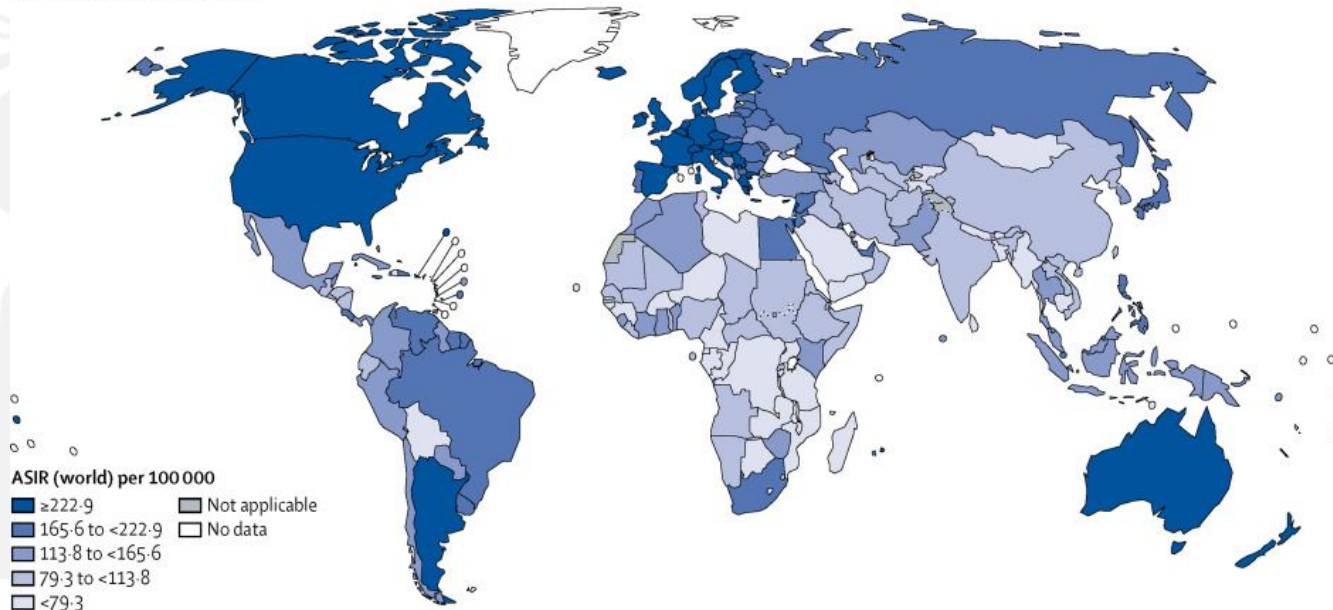 ASIR (world) per 100 000
≥222·9
Not applicable
165·6 to <222·9
No data
113·8 to <165·6
79·3 to <113·8
<79·3